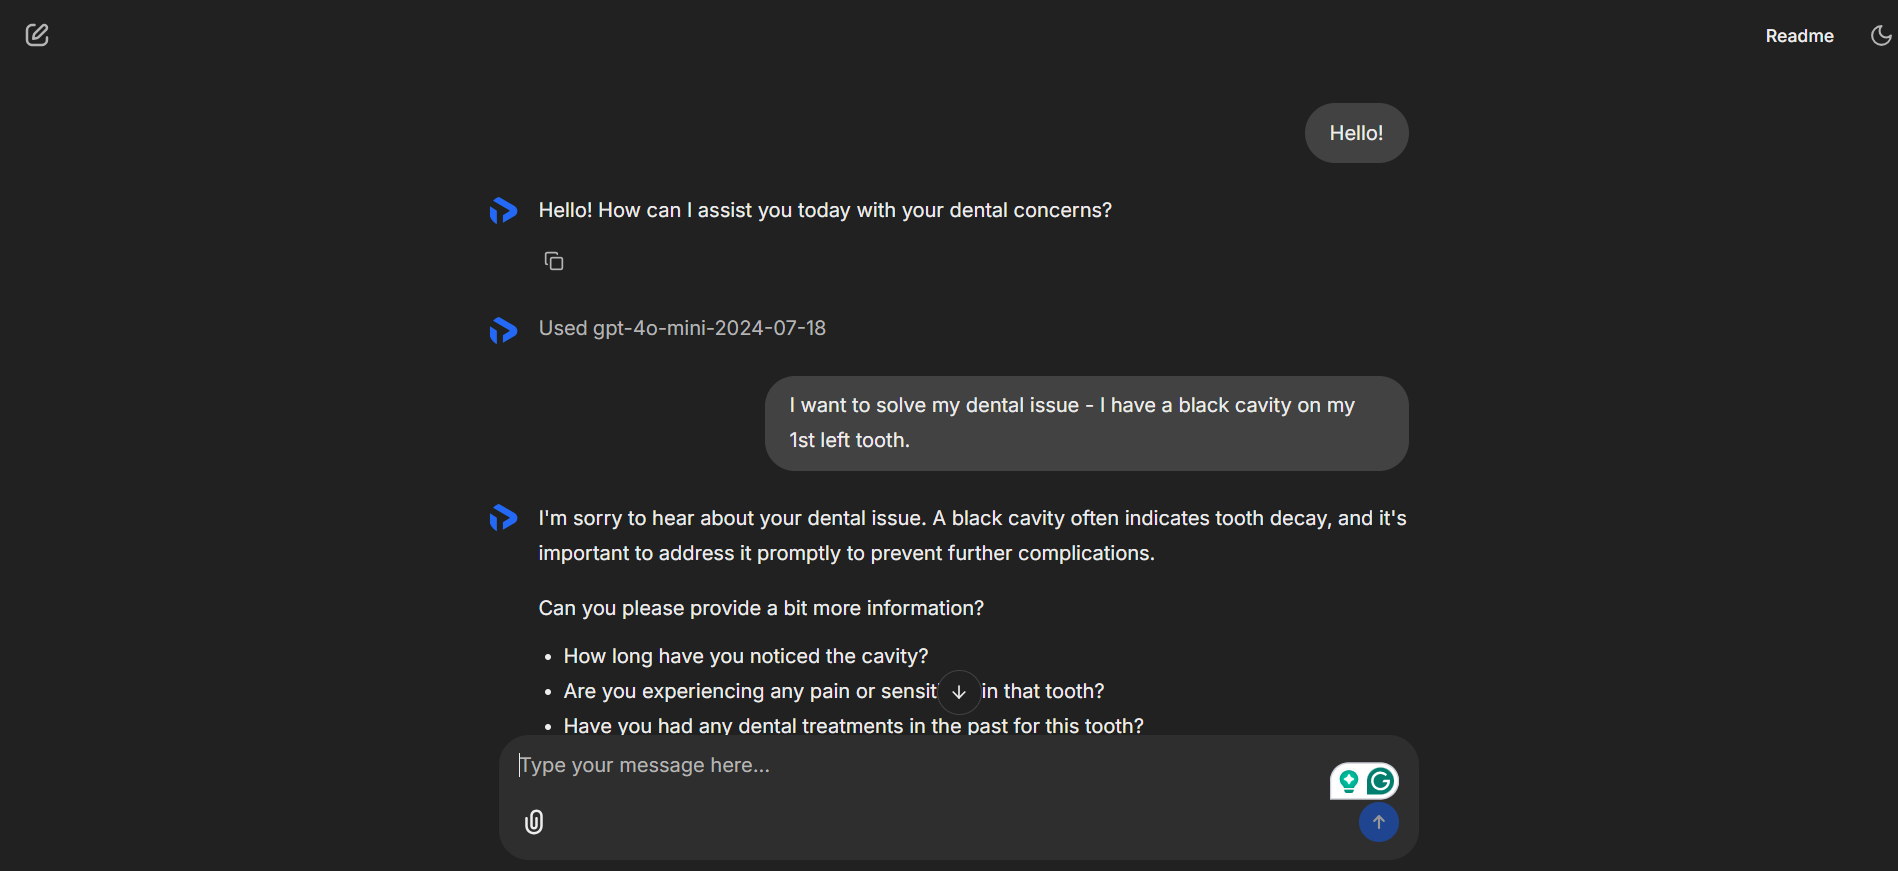 Readme
Hello!
Hello! How can I assist you today with your dental concerns?
Used gpt-4o-mini-2024-07-18
I want to solve my dental issue - I have a black cavity on my
1st left tooth.
I'm sorry to hear about your dental issue. A black cavity often indicates tooth decay, and it's
important to address it promptly to prevent further complications.
Can you please provide a bit more information?
• How long have you noticed the cavity?
• Are you experiencing any pain or in that tooth?
• Have you had any dental treatments in the past for this tooth?
Type your message here...